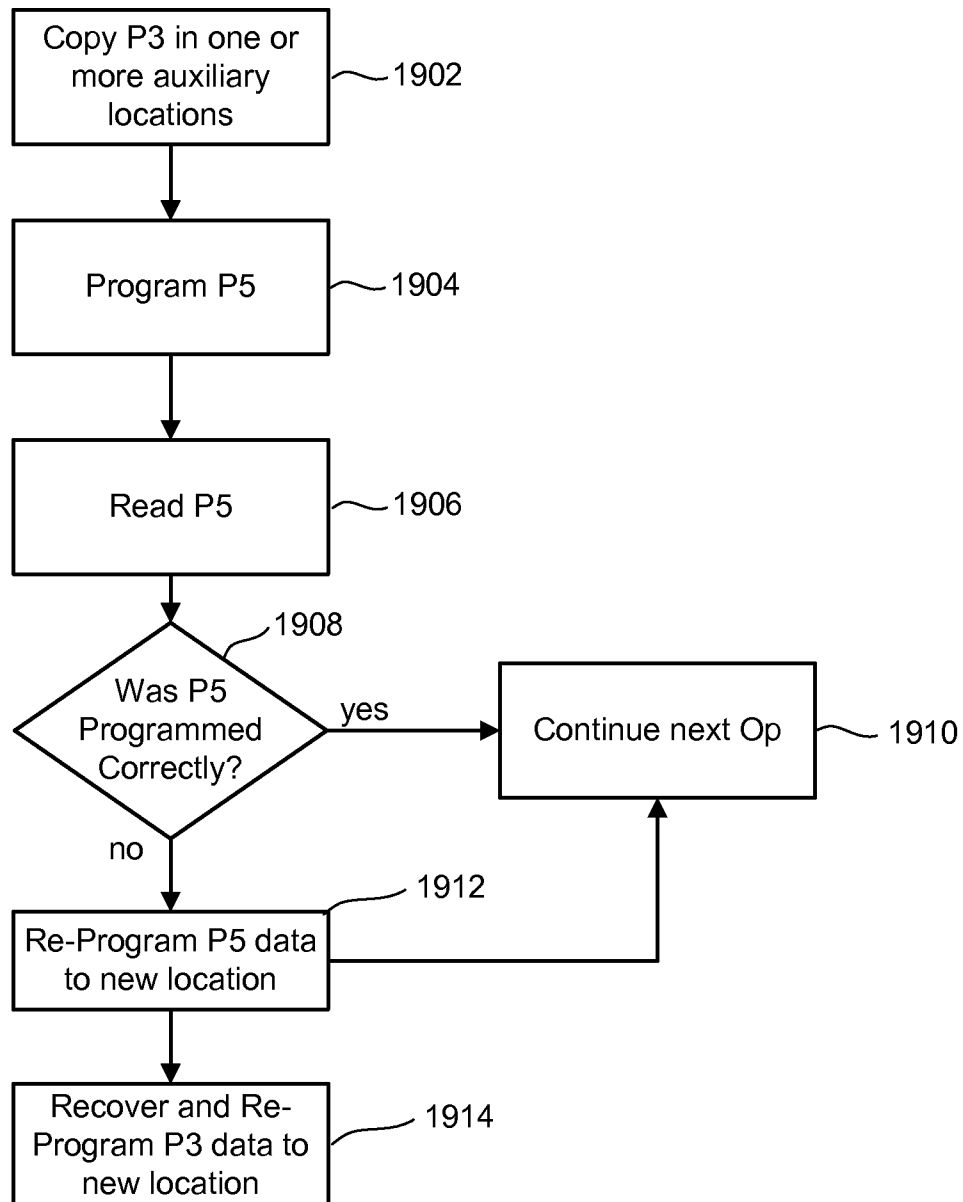 Copy P3 in one or
more auxiliary
locations
1902
Program P5
1904
Read P5
1906
1908
Was P5
Programmed
Correctly?
yes
Continue next Op
1910
no
1912
Re-Program P5 data
to new location
Recover and Re-
Program P3 data to
new location
1914